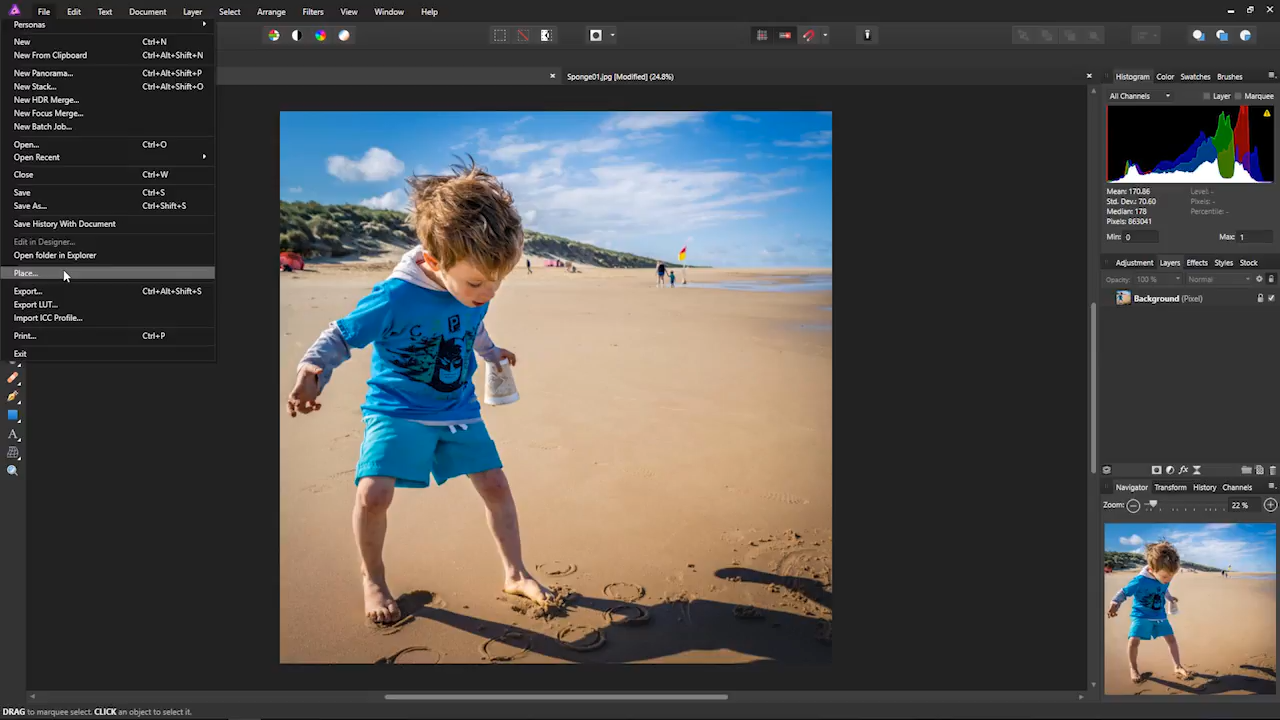 File Edit Text Document Layer Select Arrange Filters View Window Help
Personas
New Ctrl+N
New From Clipboard Ctrl+Alt+Shift+N
New Panorama... Ctrl+Alt+Shift+P
New Stack... Ctrl+Alt+Shift+O
New HDR Merge...
New Focus Merge...
New Batch Job...
Open... Ctrl+O
Open Recent
Close Ctrl+W
Save Ctrl+S
Save As... Ctrl+Shift+S
Save History With Document
Edit in Designer...
Open folder in Explorer
Place...
Export... Ctrl+Alt+Shift+S
Export LUT...
Import ICC Profile...
Print... Ctrl+P
Exit
Sponge01.jpg [Modified] (24.8%)
Histogram Color Swatches Brushes
All Channels Layer Marquee
Mean: 170.86 Level: -
Std. Dev.: 70.60 Pixels: -
Median: 178 Percentile: -
Pixels: 863041
Min: 0 Max: 1
Adjustment Layers Effects Styles Stock
Opacity: 100 % Normal
Background (Pixel)
Navigator Transform History Channels
Zoom: 22 %
DRAG to marquee select. CLICK an object to select it.